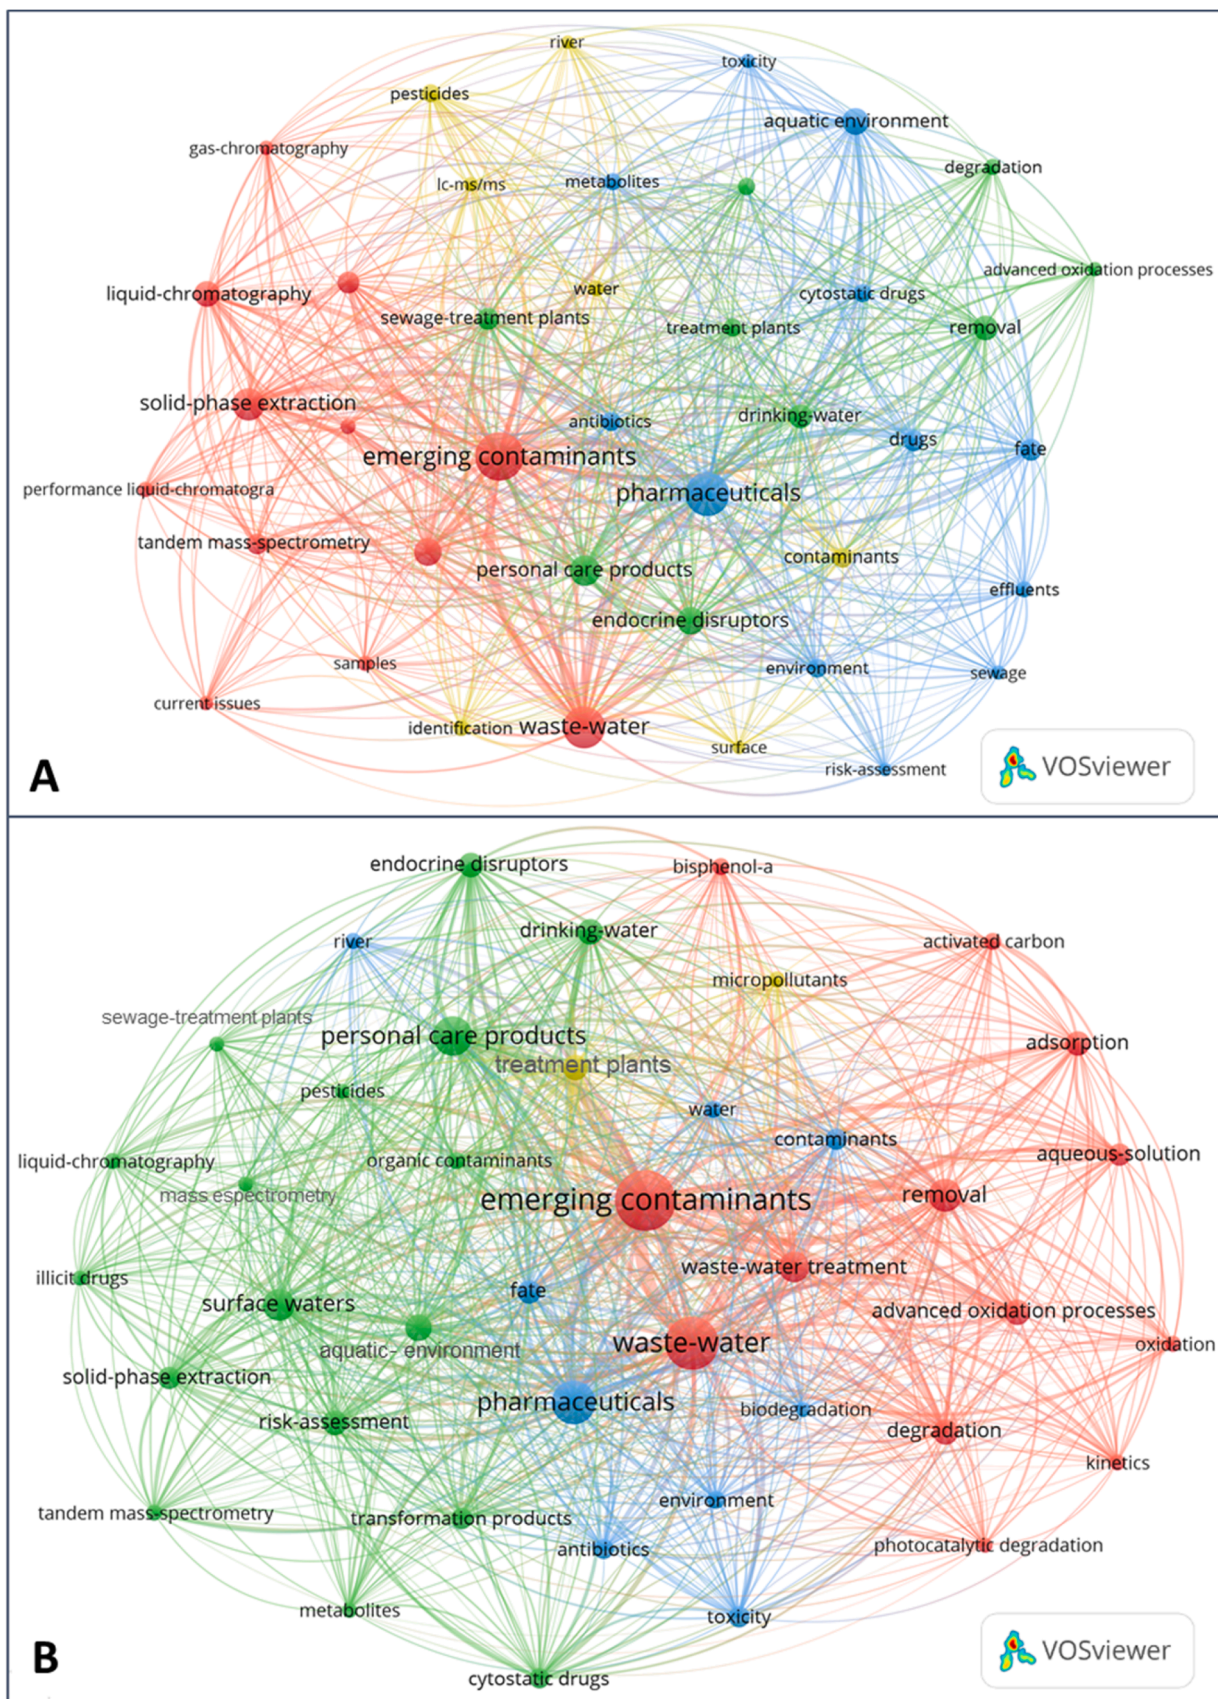 river
toxicity
pesticides
aquatic environment
gas-chromatography
degradation
lc-ms/ms
metabolites
advanced oxidation processes
liquid-chromatography
water
cytostatic drugs
sewage-treatment plants
treatment plants
removal
solid-phase extraction
antibiotics
drinking-water
drugs
fate
emerging contaminants
performance liquid-chromatogra
pharmaceuticals
tandem mass-spectrometry
contaminants
personal care products
effluents
endocrine disruptors
samples
environment
sewage
current issues
identification
waste-water
surface
risk-assessment
A
VOSviewer
endocrine disruptors
bisphenol-a
drinking-water
river
activated carbon
micropollutants
sewage-treatment plants
personal care products
adsorption
treatment plants
pesticides
water
contaminants
liquid-chromatography
organic contaminants
aqueous-solution
mass espectrometry
emerging contaminants
removal
waste-water treatment
illicit drugs
fate
surface waters
advanced oxidation processes
waste-water
oxidation
aquatic- environment
solid-phase extraction
pharmaceuticals
biodegradation
risk-assessment
degradation
kinetics
environment
tandem mass-spectrometry
transformation products
antibiotics
photocatalytic degradation
metabolites
toxicity
B
VOSviewer
cytostatic drugs